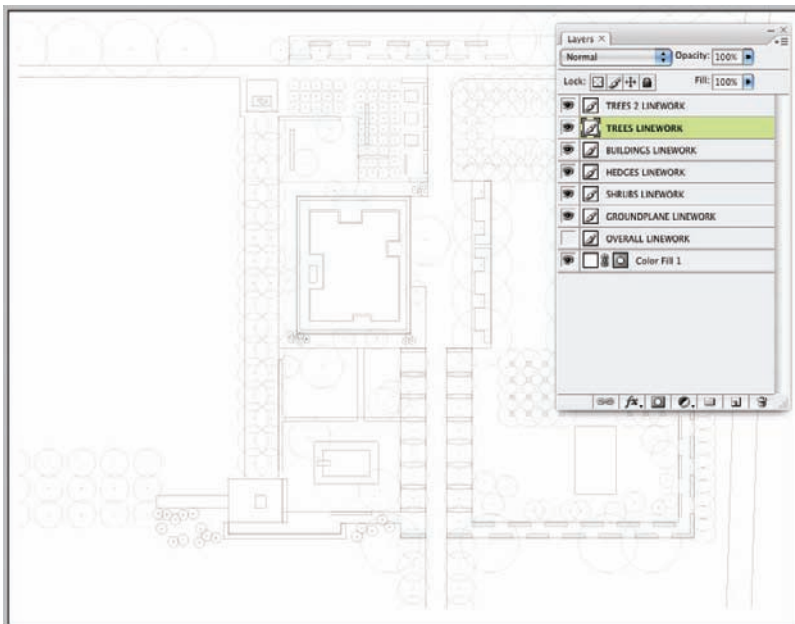 Layers ×
Normal Opacity: 100%
Lock: Fill: 100%
TREES 2 LINEWORK
TREES LINEWORK
BUILDINGS LINEWORK
HEDGES LINEWORK
SHRUBS LINEWORK
GROUNDPLANE LINEWORK
OVERALL LINEWORK
Color Fill 1
fx.